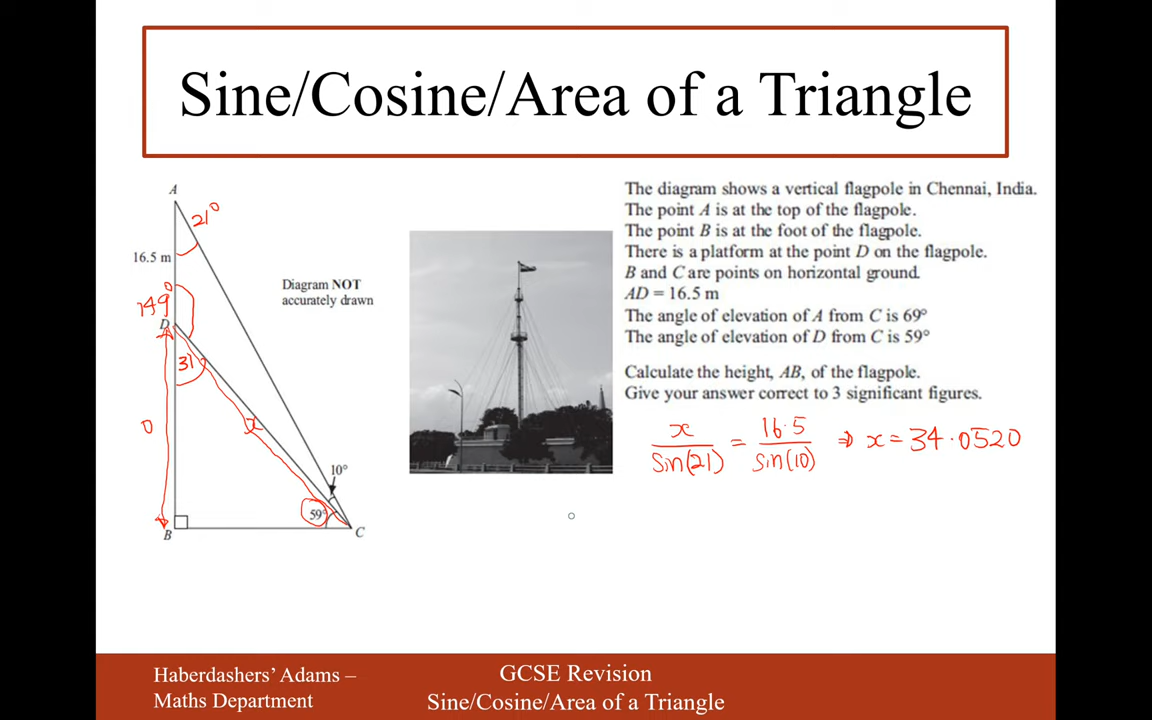 Sine/Cosine/Area of a Triangle
A
21°
16.5 m
149°
D
31
O
x
10°
59°
B
C
Diagram NOT
accurately drawn
The diagram shows a vertical flagpole in Chennai, India.
The point A is at the top of the flagpole.
The point B is at the foot of the flagpole.
There is a platform at the point D on the flagpole.
B and C are points on horizontal ground.
AD = 16.5 m
The angle of elevation of A from C is 69°
The angle of elevation of D from C is 59°
Calculate the height, AB, of the flagpole.
Give your answer correct to 3 significant figures.
x/sin(21) = 16.5/sin(10) ⇒ x = 34.0520
Haberdashers' Adams –
Maths Department
GCSE Revision
Sine/Cosine/Area of a Triangle